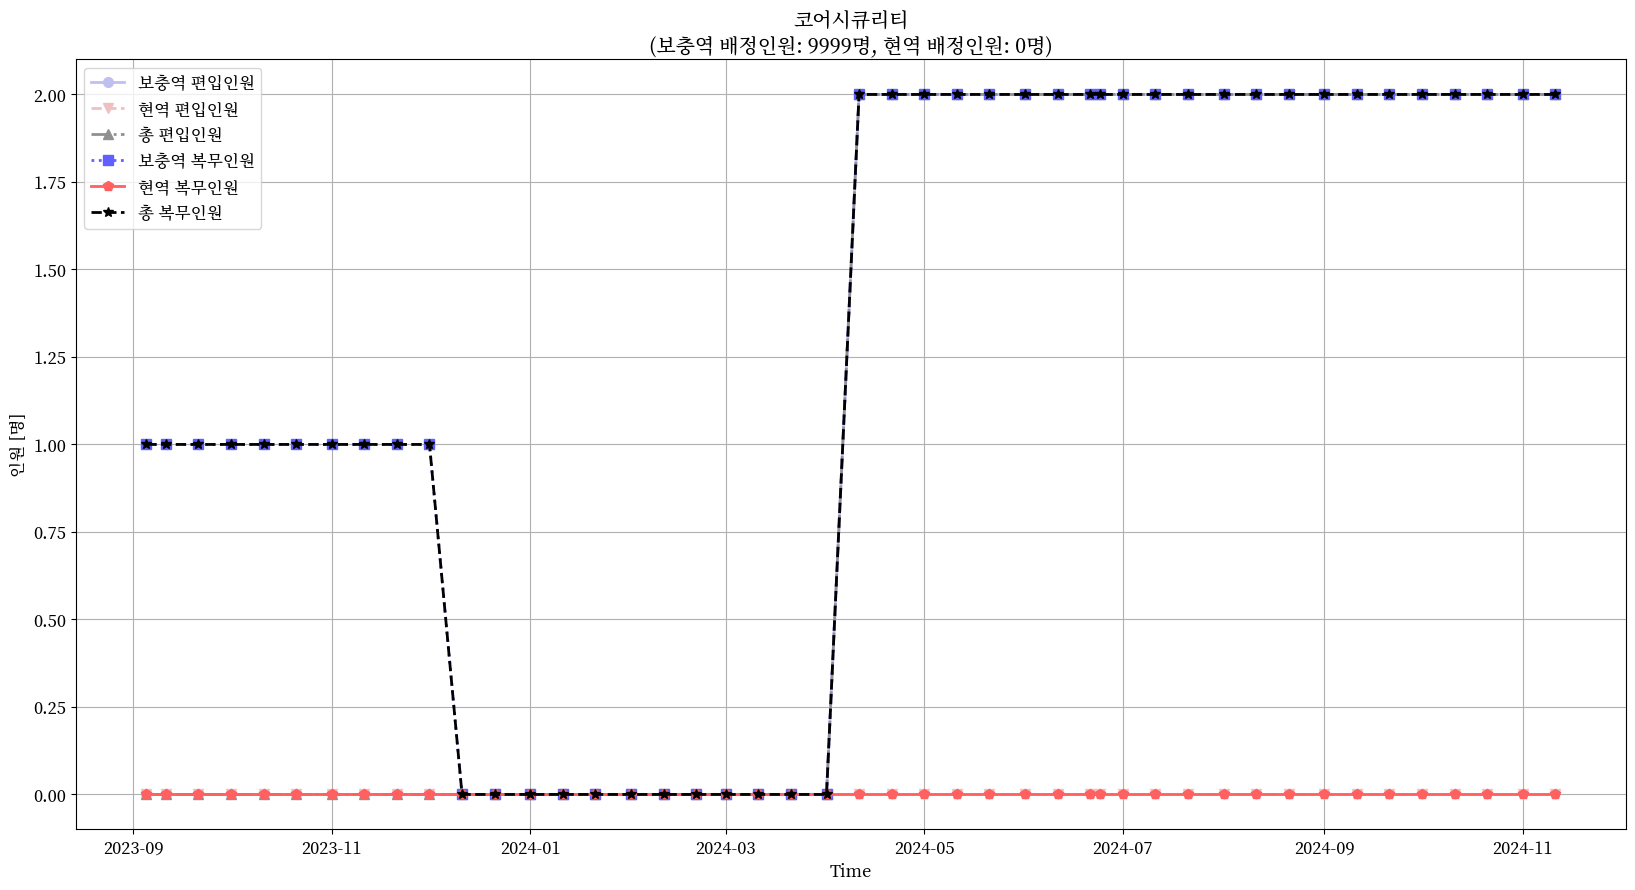 코어시큐리티
(보충역 배정인원: 9999명, 현역 배정인원: 0명)
보충역 편입인원
현역 편입인원
총 편입인원
보충역 복무인원
현역 복무인원
총 복무인원
인원 [명]
2.00
1.75
1.50
1.25
1.00
0.75
0.50
0.25
0.00
2023-09 2023-11 2024-01 2024-03 2024-05 2024-07 2024-09 2024-11
Time